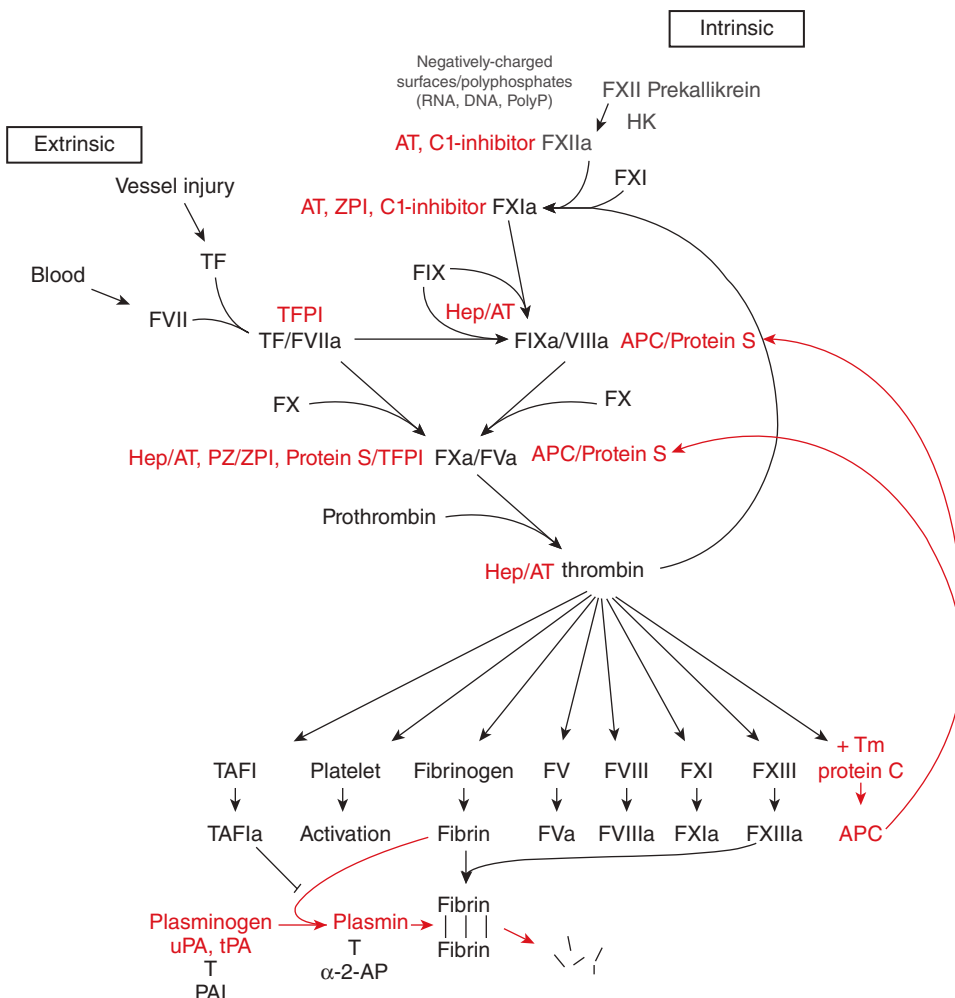 Intrinsic
Negatively-charged
surfaces/polyphosphates
(RNA, DNA, PolyP)
FXII Prekallikrein
HK
AT, C1-inhibitor FXIIa
Extrinsic
Vessel injury
FXI
AT, ZPI, C1-inhibitor FXIa
TF
Blood
FIX
FVII
TFPI
Hep/AT
TF/FVIIa
FIXa/VIIIa
APC/Protein S
FX
FX
Hep/AT, PZ/ZPI, Protein S/TFPI FXa/FVa
APC/Protein S
Prothrombin
Hep/AT thrombin
TAFI
Platelet
Fibrinogen
FV
FVIII
FXI
FXIII
+ Tm
protein C
TAFIa
Activation
Fibrin
FVa
FVIIIa
FXIa
FXIIIa
APC
Plasminogen
uPA, tPA
PAI
Plasmin
α-2-AP
Fibrin
Fibrin